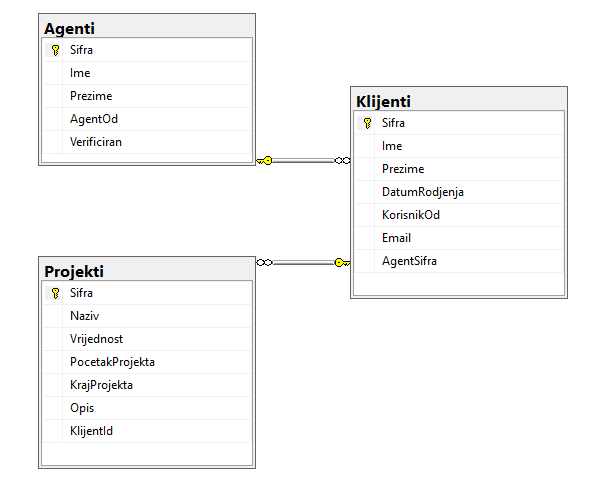 Agenti
Sifra
Ime
Prezime
AgentOd
Verificiran
Klijenti
Sifra
Ime
Prezime
DatumRodjenja
KorisnikOd
Email
AgentSifra
Projekti
Sifra
Naziv
Vrijednost
PocetakProjekta
KrajProjekta
Opis
KlijentId